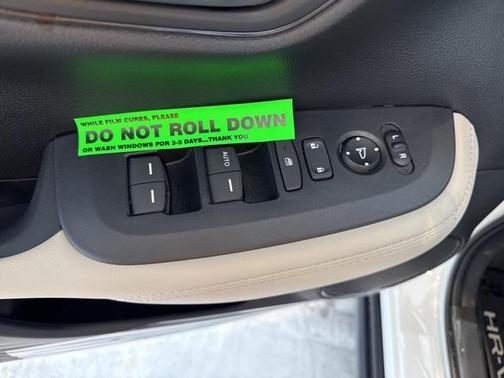 WHILE FILM CURES, PLEASE
DO NOT ROLL DOWN
OR WASH WINDOWS FOR 3-5 DAYS...THANK YOU
AUTO
L
R
HR-V